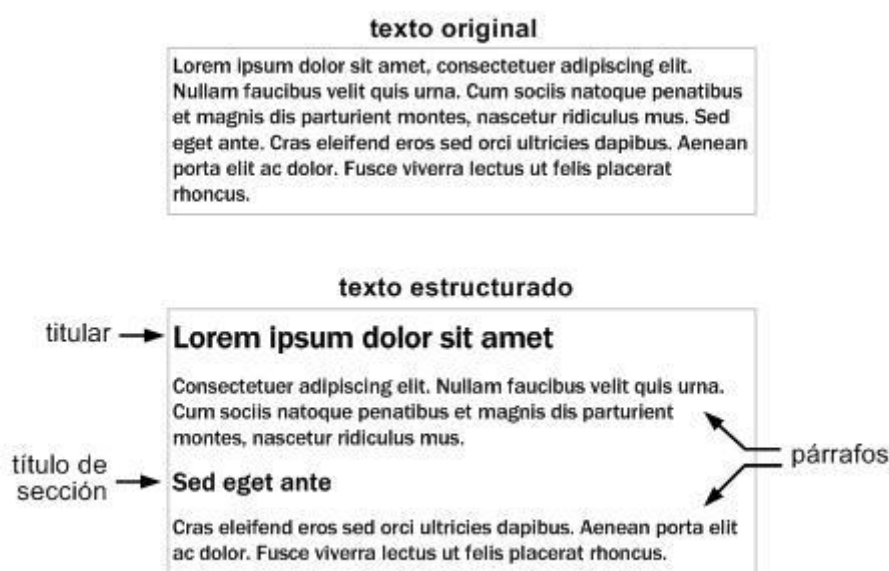 texto original
Lorem ipsum dolor sit amet, consectetuer adipiscing elit.
Nullam faucibus velit quis urna. Cum sociis natoque penatibus
et magnis dis parturient montes, nascetur ridiculus mus. Sed
eget ante. Cras eleifend eros sed orci ultricies dapibus. Aenean
porta elit ac dolor. Fusce viverra lectus ut felis placerat
rhoncus.
texto estructurado
titular
Lorem ipsum dolor sit amet
Consectetuer adipiscing elit. Nullam faucibus velit quis urna.
Cum sociis natoque penatibus et magnis dis parturient
montes, nascetur ridiculus mus.
párrafos
título de
sección
Sed eget ante
Cras eleifend eros sed orci ultricies dapibus. Aenean porta elit
ac dolor. Fusce viverra lectus ut felis placerat rhoncus.